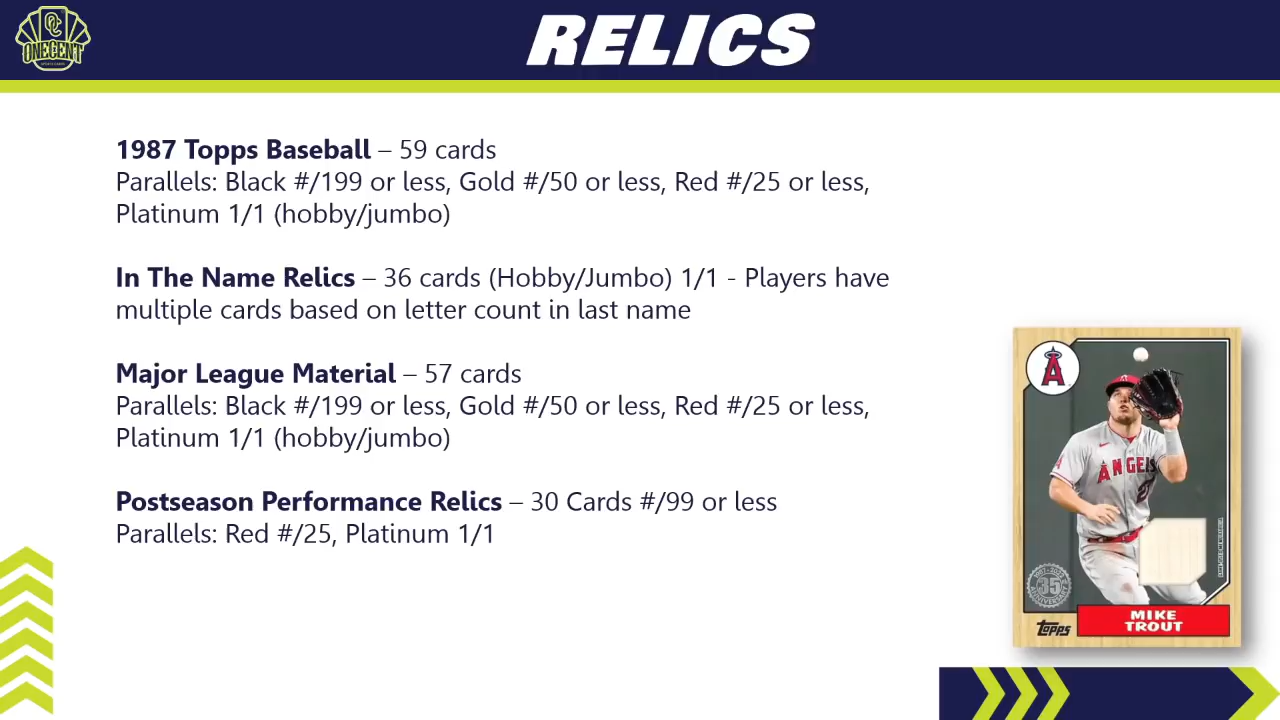 OC
ONECENT
SPORTS CARDS
RELICS
1987 Topps Baseball – 59 cards
Parallels: Black #/199 or less, Gold #/50 or less, Red #/25 or less,
Platinum 1/1 (hobby/jumbo)
In The Name Relics – 36 cards (Hobby/Jumbo) 1/1 - Players have
multiple cards based on letter count in last name
Major League Material – 57 cards
Parallels: Black #/199 or less, Gold #/50 or less, Red #/25 or less,
Platinum 1/1 (hobby/jumbo)
Postseason Performance Relics – 30 Cards #/99 or less
Parallels: Red #/25, Platinum 1/1
A
ANGELS
35
ANNIVERSARY
topps
MIKE
TROUT